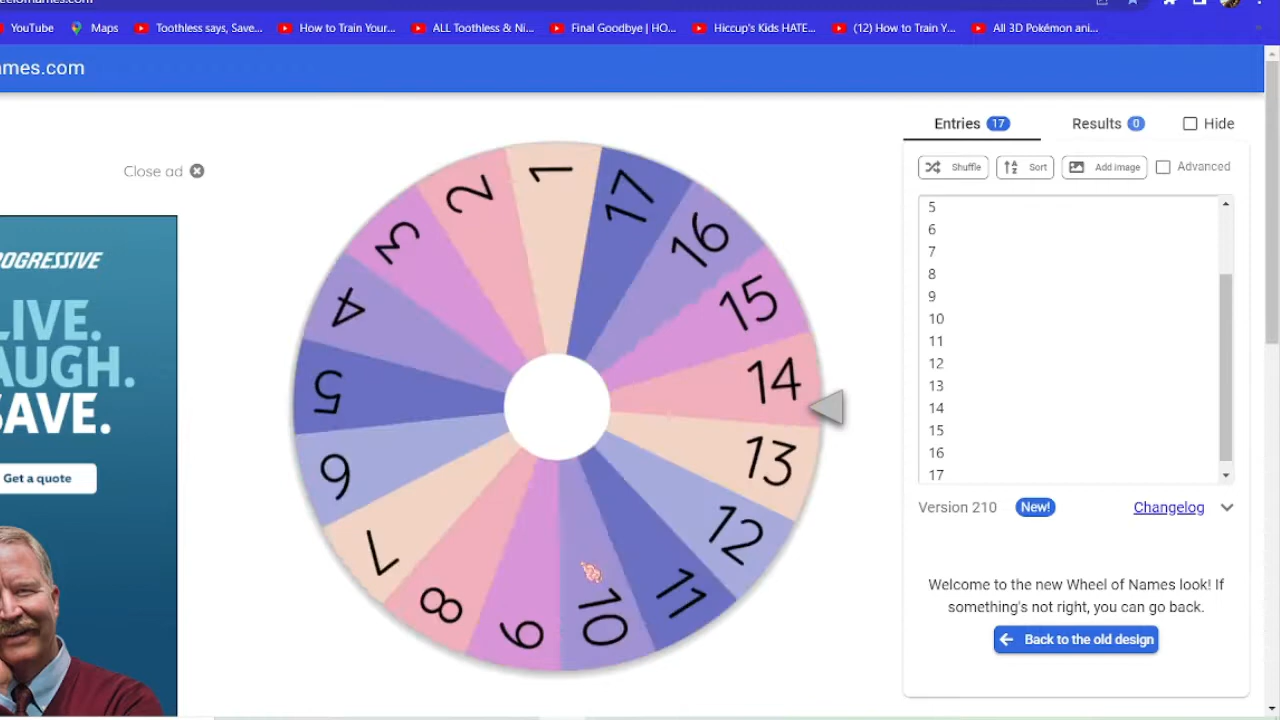 YouTube
Maps
Toothless says, Save...
How to Train Your...
ALL Toothless & Ni...
Final Goodbye | HO...
Hiccup's Kids HATE...
(12) How to Train Y...
All 3D Pokémon ani...
ames.com
Entries 17
Results 0
Hide
Close ad
Shuffle
Sort
Add image
Advanced
ROGRESSIVE
LIVE.
AUGH.
SAVE.
Get a quote
1
2
3
4
5
6
7
8
9
10
11
12
13
14
15
16
17
5
6
7
8
9
10
11
12
13
14
15
16
17
Version 210
New!
Changelog
Welcome to the new Wheel of Names look! If
something's not right, you can go back.
Back to the old design